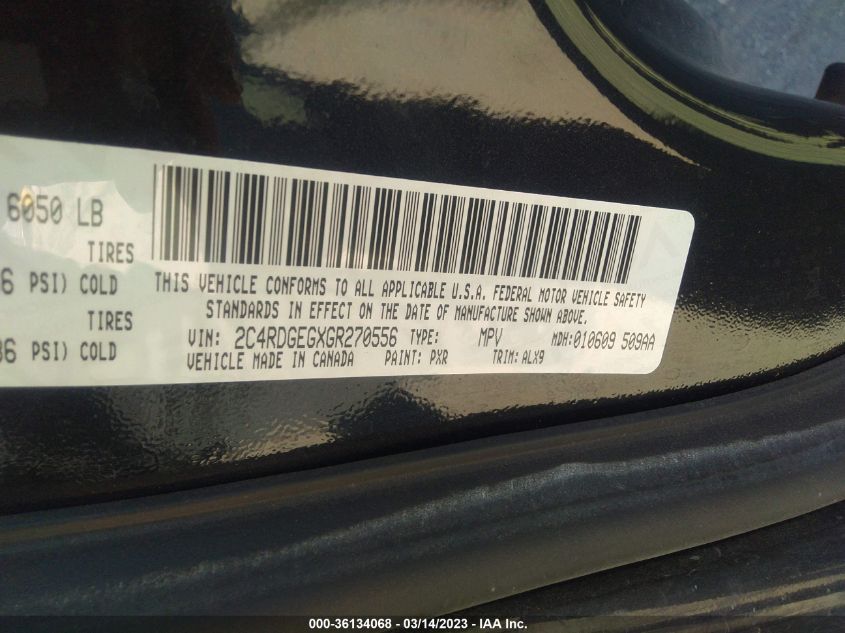 6050 LB
TIRES
6 PSI) COLD
TIRES
36 PSI) COLD
THIS VEHICLE CONFORMS TO ALL APPLICABLE U.S.A. FEDERAL MOTOR VEHICLE SAFETY
STANDARDS IN EFFECT ON THE DATE OF MANUFACTURE SHOWN ABOVE.
VIN: 2C4RDGEGXGR270556 TYPE: MPV MDH:010609 509AA
VEHICLE MADE IN CANADA PAINT: PXR TRIM: ALX9
000-36134068 - 03/14/2023 - IAA Inc.